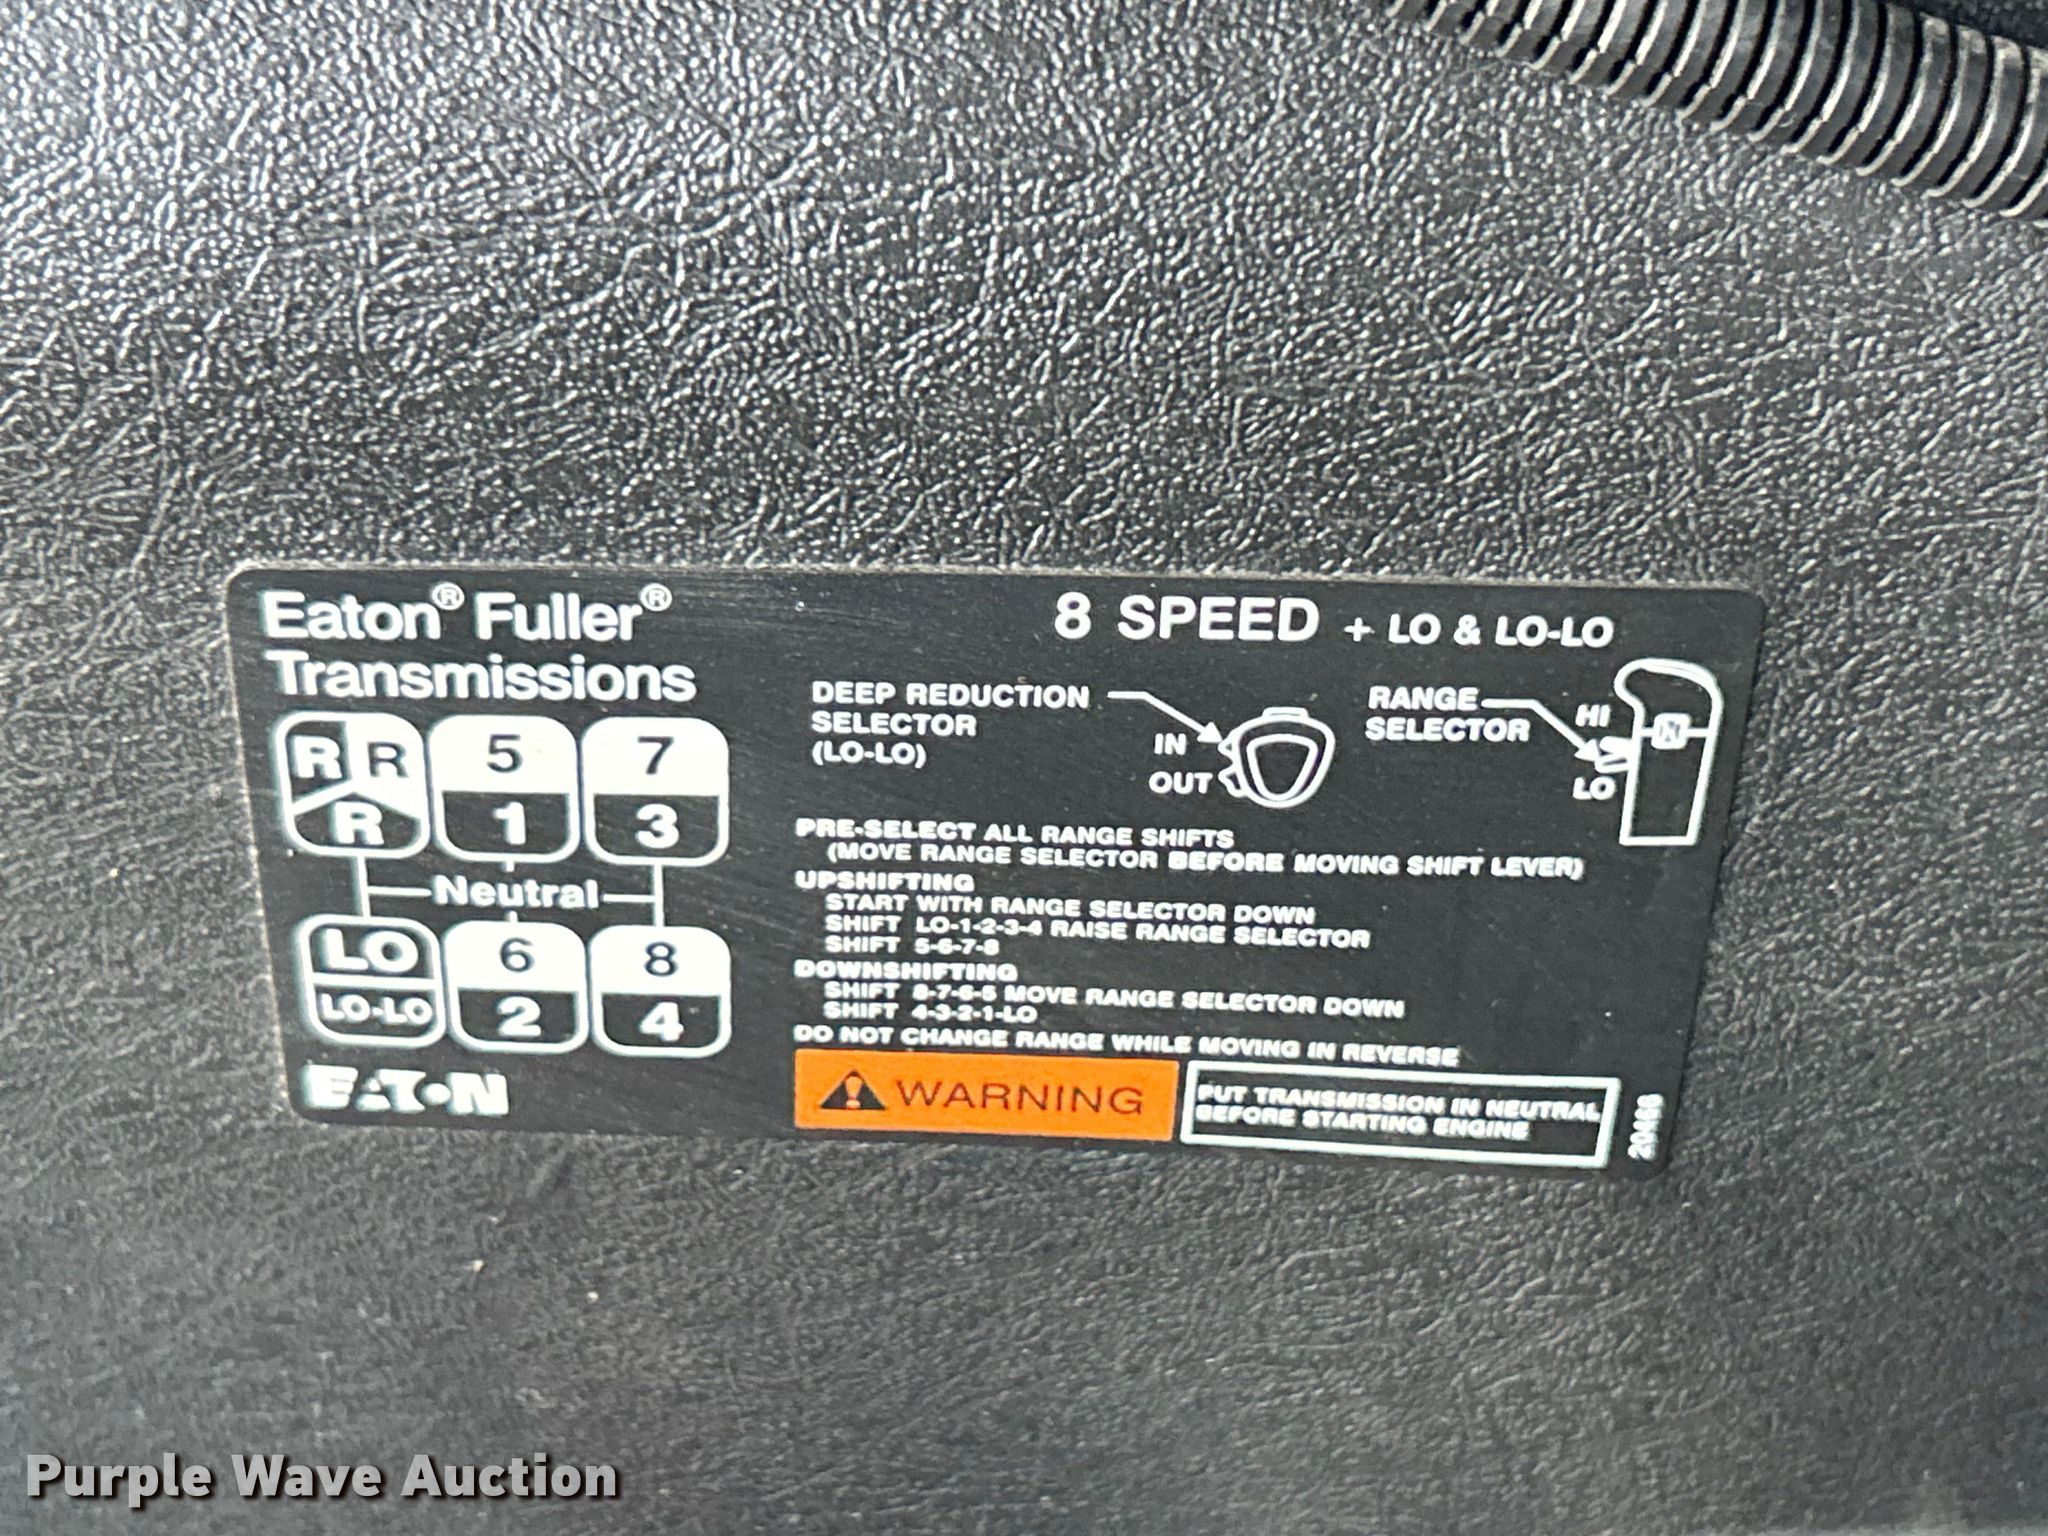 Eaton® Fuller®
Transmissions
R R
R
5
1
7
3
Neutral
LO
LO-LO
6
2
8
4
EATON
8 SPEED + LO & LO-LO
DEEP REDUCTION
SELECTOR
(LO-LO)
IN
OUT
RANGE
SELECTOR
HI
LO
N
PRE-SELECT ALL RANGE SHIFTS
(MOVE RANGE SELECTOR BEFORE MOVING SHIFT LEVER)
UPSHIFTING
START WITH RANGE SELECTOR DOWN
SHIFT LO-1-2-3-4 RAISE RANGE SELECTOR
SHIFT 5-6-7-8
DOWNSHIFTING
SHIFT 8-7-6-5 MOVE RANGE SELECTOR DOWN
SHIFT 4-3-2-1-LO
DO NOT CHANGE RANGE WHILE MOVING IN REVERSE
WARNING
PUT TRANSMISSION IN NEUTRAL
BEFORE STARTING ENGINE
20466
Purple Wave Auction